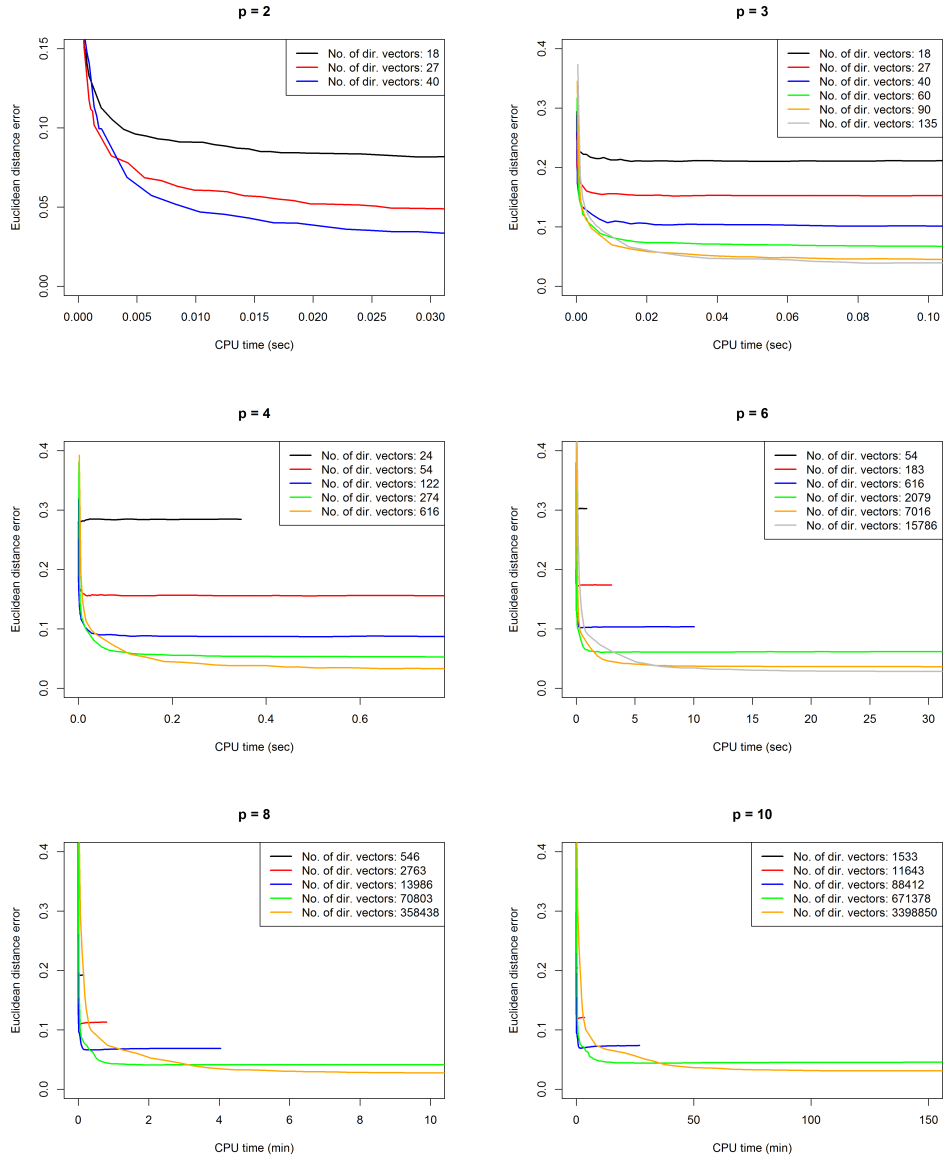 p = 2
0.00 0.05 0.10 0.15
Euclidean distance error
No. of dir. vectors: 18
No. of dir. vectors: 27
No. of dir. vectors: 40
0.000 0.005 0.010 0.015 0.020 0.025 0.030
CPU time (sec)
p = 3
0.0 0.1 0.2 0.3 0.4
Euclidean distance error
No. of dir. vectors: 18
No. of dir. vectors: 27
No. of dir. vectors: 40
No. of dir. vectors: 60
No. of dir. vectors: 90
No. of dir. vectors: 135
0.00 0.02 0.04 0.06 0.08 0.10
CPU time (sec)
p = 4
0.0 0.1 0.2 0.3 0.4
Euclidean distance error
No. of dir. vectors: 24
No. of dir. vectors: 54
No. of dir. vectors: 122
No. of dir. vectors: 274
No. of dir. vectors: 616
0.0 0.2 0.4 0.6
CPU time (sec)
p = 6
0.0 0.1 0.2 0.3 0.4
Euclidean distance error
No. of dir. vectors: 54
No. of dir. vectors: 183
No. of dir. vectors: 616
No. of dir. vectors: 2079
No. of dir. vectors: 7016
No. of dir. vectors: 15786
0 5 10 15 20 25 30
CPU time (sec)
p = 8
0.0 0.1 0.2 0.3 0.4
Euclidean distance error
No. of dir. vectors: 546
No. of dir. vectors: 2763
No. of dir. vectors: 13986
No. of dir. vectors: 70803
No. of dir. vectors: 358438
0 2 4 6 8 10
CPU time (min)
p = 10
0.0 0.1 0.2 0.3 0.4
Euclidean distance error
No. of dir. vectors: 1533
No. of dir. vectors: 11643
No. of dir. vectors: 88412
No. of dir. vectors: 671378
No. of dir. vectors: 3398850
0 50 100 150
CPU time (min)